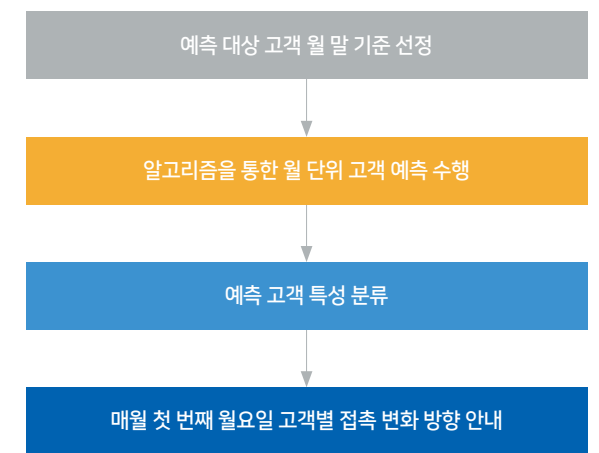 예측 대상 고객 월 말 기준 선정
알고리즘을 통한 월 단위 고객 예측 수행
예측 고객 특성 분류
매월 첫 번째 월요일 고객별 접촉 변화 방향 안내